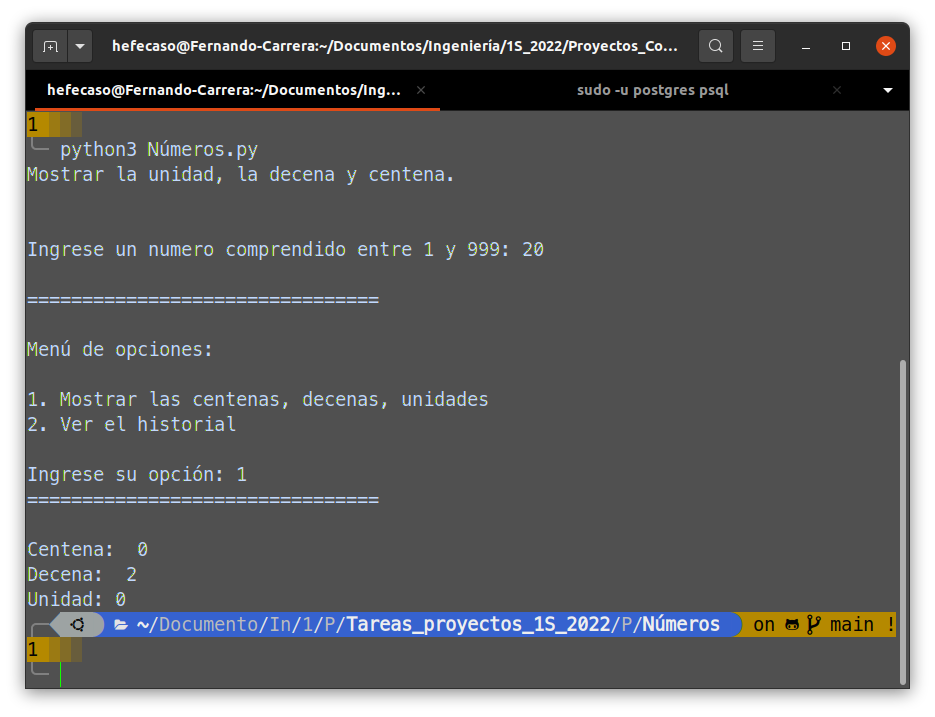 hefecaso@Fernando-Carrera:~/Documentos/Ingeniería/1S_2022/Proyectos_Co...
hefecaso@Fernando-Carrera:~/Documentos/Ing... sudo -u postgres psql
1
python3 Números.py
Mostrar la unidad, la decena y centena.
Ingrese un numero comprendido entre 1 y 999: 20
================================
Menú de opciones:
1. Mostrar las centenas, decenas, unidades
2. Ver el historial
Ingrese su opción: 1
================================
Centena:  0
Decena:  2
Unidad: 0
~/Documento/In/1/P/Tareas_proyectos_1S_2022/P/Números on main !
1